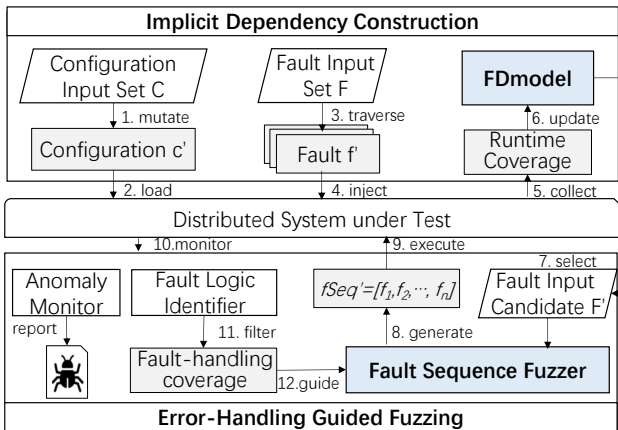 Implicit Dependency Construction
Configuration
Input Set C
Fault Input
Set F
FDmodel
1. mutate
3. traverse
6. update
Configuration c'
Fault f'
Runtime
Coverage
2. load
4. inject
5. collect
Distributed System under Test
10.monitor
9. execute
7. select
Anomaly
Monitor
Fault Logic
Identifier
fSeq'=[f1,f2,···, fn]
Fault Input
Candidate F'
report
11. filter
8. generate
Fault-handling
coverage
12.guide
Fault Sequence Fuzzer
Error-Handling Guided Fuzzing